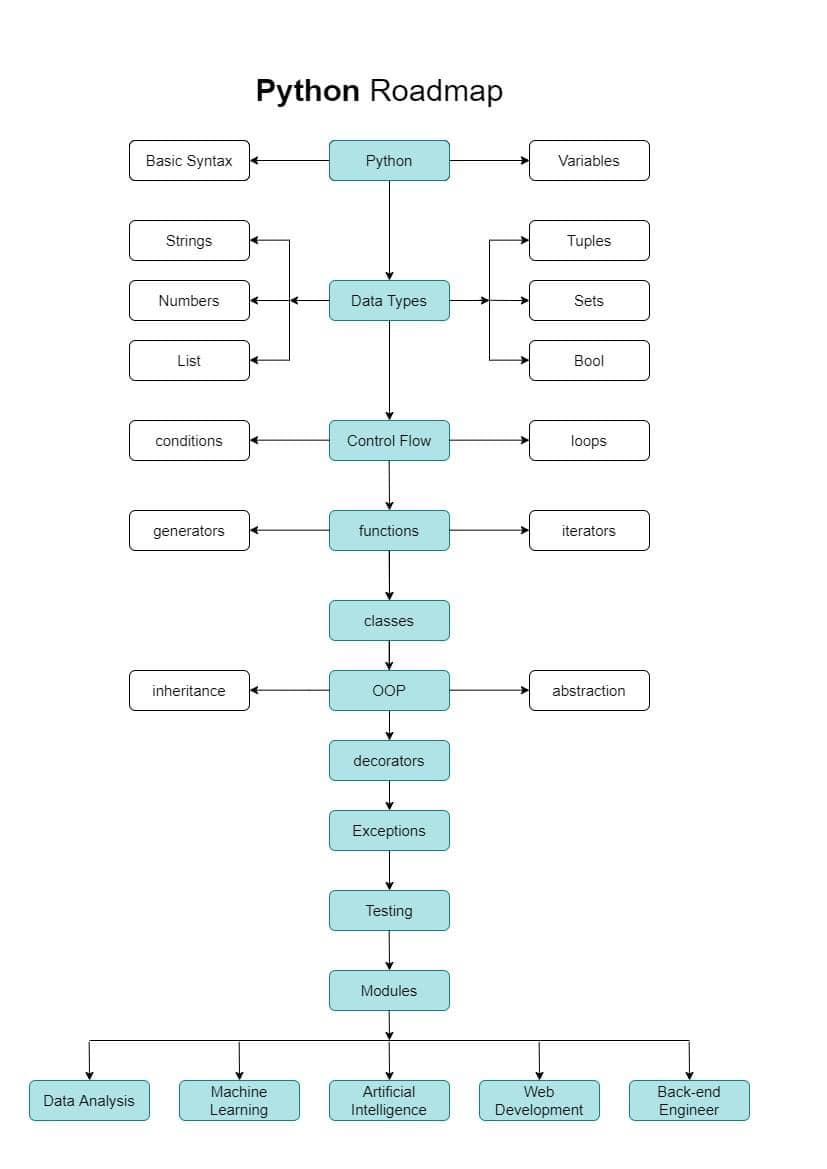 Python Roadmap
Basic Syntax
Python
Variables
Strings
Tuples
Numbers
Data Types
Sets
List
Bool
conditions
Control Flow
loops
generators
functions
iterators
classes
inheritance
OOP
abstraction
decorators
Exceptions
Testing
Modules
Data Analysis
Machine
Learning
Artificial
Intelligence
Web
Development
Back-end
Engineer